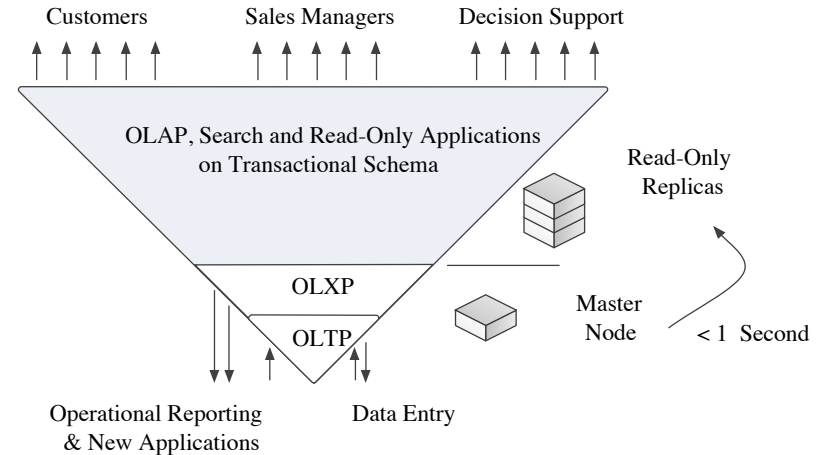 Customers
Sales Managers
Decision Support
OLAP, Search and Read-Only Applications
on Transactional Schema
Read-Only
Replicas
OLXP
Master
Node
< 1 Second
OLTP
Operational Reporting
& New Applications
Data Entry